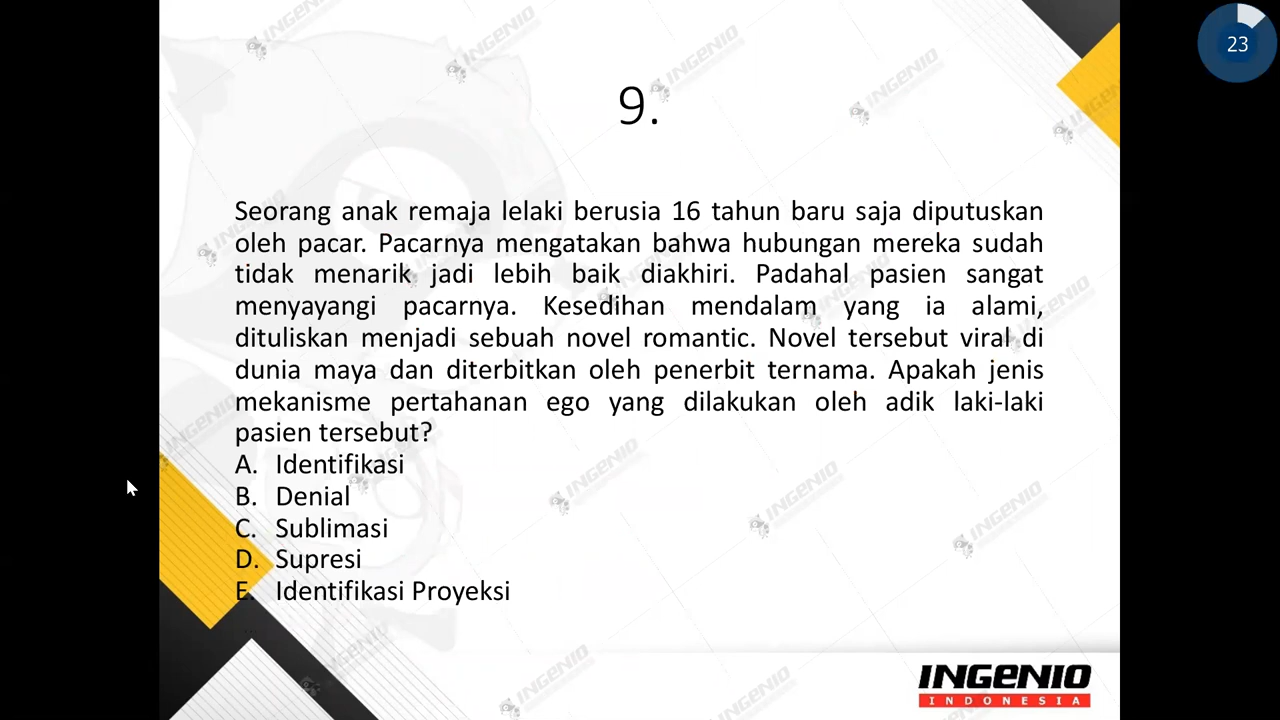 23
9.
Seorang anak remaja lelaki berusia 16 tahun baru saja diputuskan
oleh pacar. Pacarnya mengatakan bahwa hubungan mereka sudah
tidak menarik jadi lebih baik diakhiri. Padahal pasien sangat
menyayangi pacarnya. Kesedihan mendalam yang ia alami,
dituliskan menjadi sebuah novel romantic. Novel tersebut viral di
dunia maya dan diterbitkan oleh penerbit ternama. Apakah jenis
mekanisme pertahanan ego yang dilakukan oleh adik laki-laki
pasien tersebut?
A. Identifikasi
B. Denial
C. Sublimasi
D. Supresi
E. Identifikasi Proyeksi
INGENIO
INDONESIA